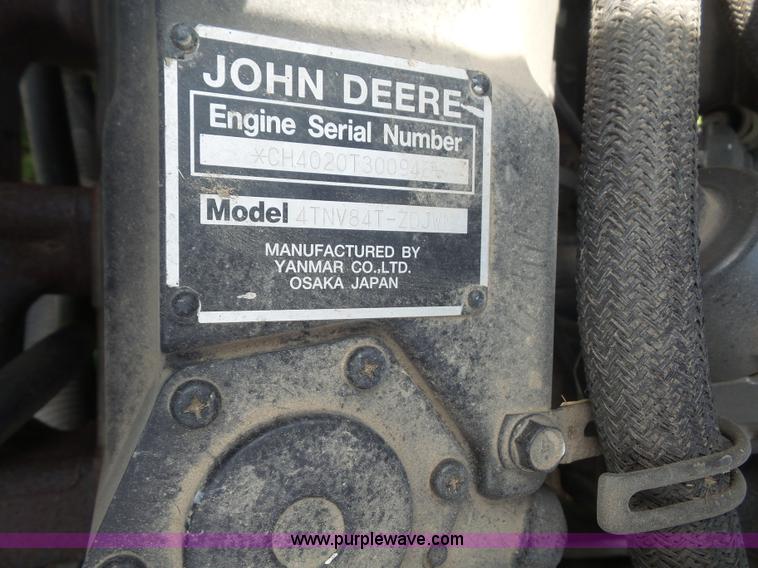 JOHN DEERE
Engine Serial Number
Model
MANUFACTURED BY
YANMAR CO.,LTD.
OSAKA JAPAN
www.purplewave.com